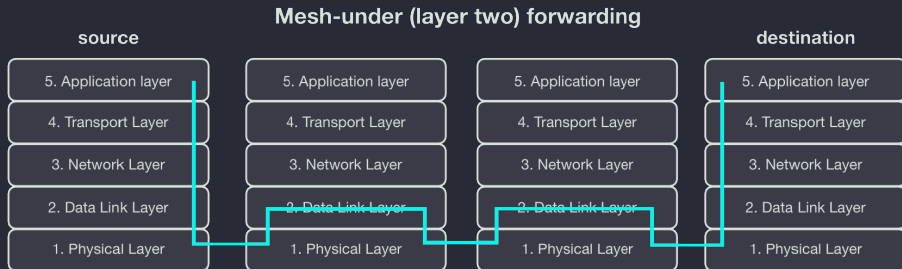 Mesh-under (layer two) forwarding
source
destination
5. Application layer
5. Application layer
5. Application layer
5. Application layer
4. Transport Layer
4. Transport Layer
4. Transport Layer
4. Transport Layer
3. Network Layer
3. Network Layer
3. Network Layer
3. Network Layer
2. Data Link Layer
2. Data Link Layer
2. Data Link Layer
2. Data Link Layer
1. Physical Layer
1. Physical Layer
1. Physical Layer
1. Physical Layer